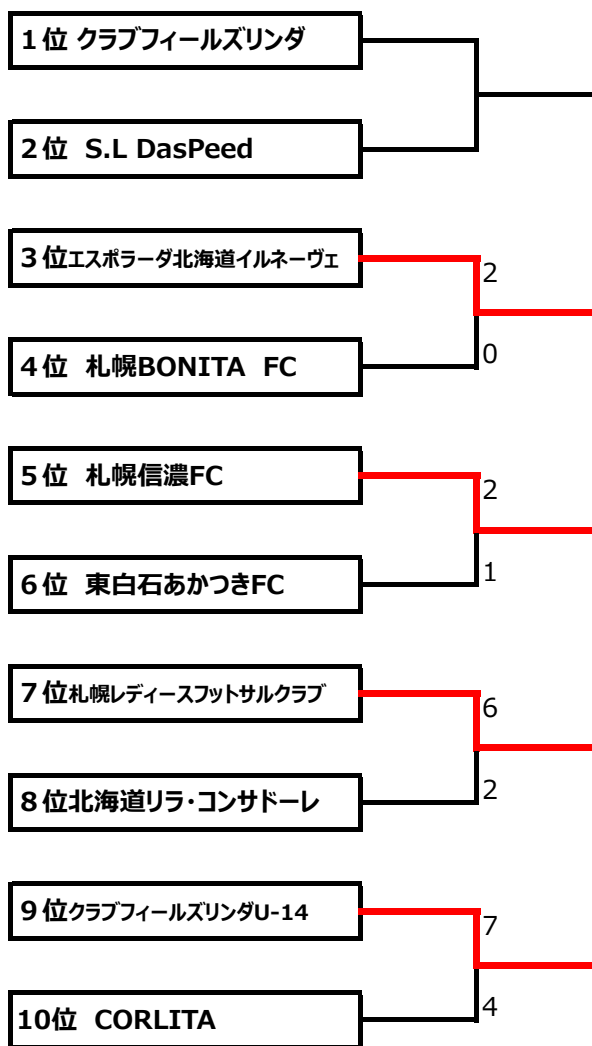 １位 クラブフィールズリンダ
２位 S.L DasPeed
３位エスポラーダ北海道イルネーヴェ
2
0
４位 札幌BONITA FC
５位 札幌信濃FC
2
1
６位 東白石あかつきFC
７位札幌レディースフットサルクラブ
6
2
８位北海道リラ・コンサドーレ
９位クラブフィールズリンダU-14
7
4
10位 CORLITA